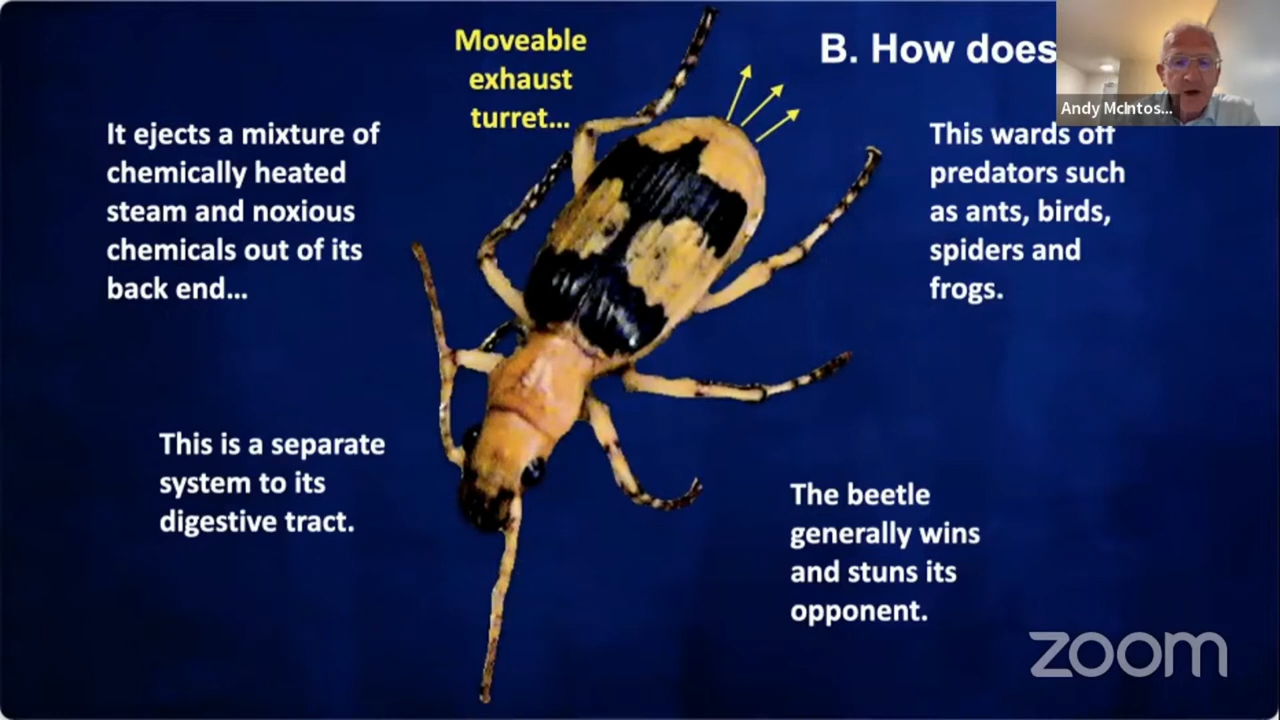 Moveable
exhaust
turret...
B. How does
Andy McIntos...
It ejects a mixture of
chemically heated
steam and noxious
chemicals out of its
back end...
This wards off
predators such
as ants, birds,
spiders and
frogs.
This is a separate
system to its
digestive tract.
The beetle
generally wins
and stuns its
opponent.
zoom